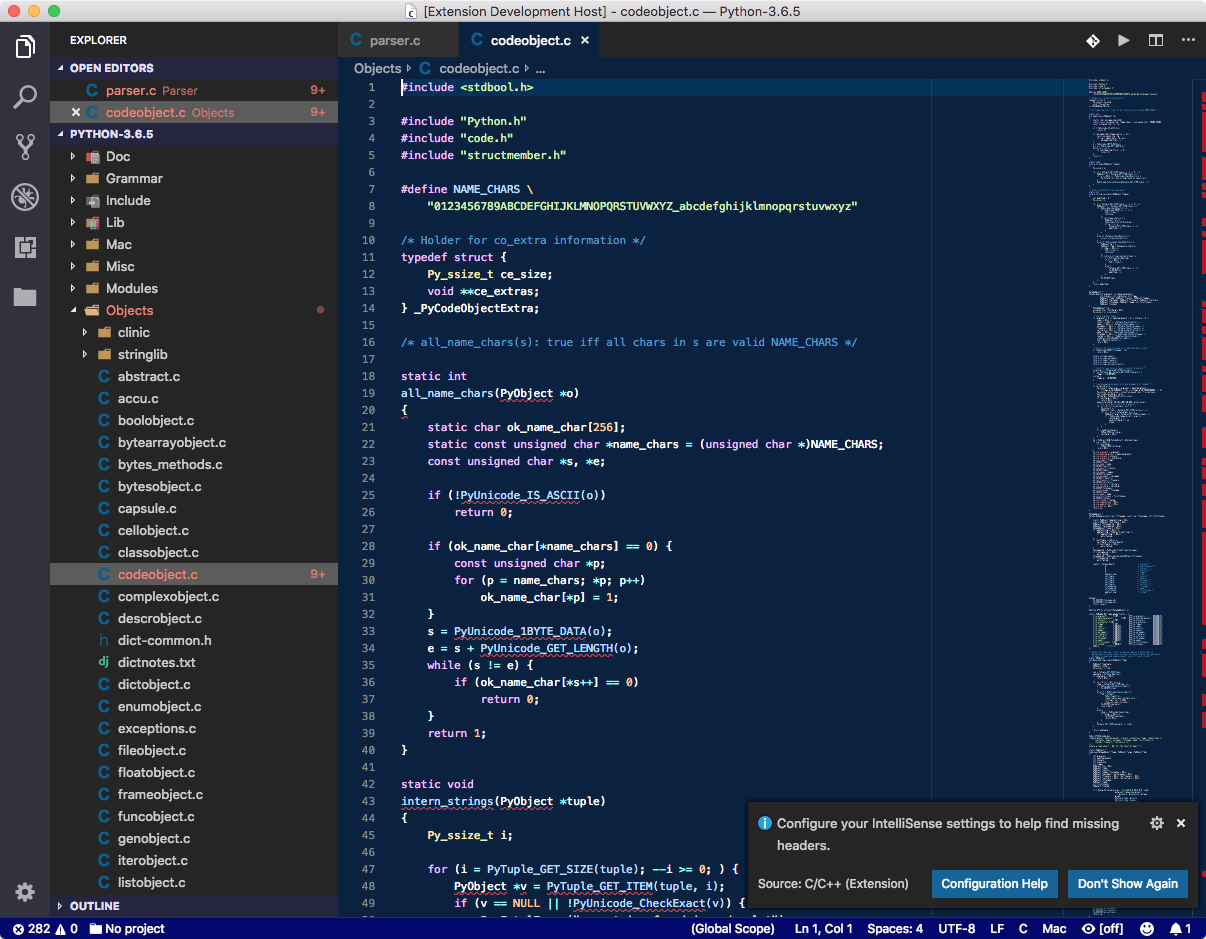 [Extension Development Host] - codeobject.c — Python-3.6.5
EXPLORER
OPEN EDITORS
parser.c Parser 9+
codeobject.c Objects 9+
PYTHON-3.6.5
Doc
Grammar
Include
Lib
Mac
Misc
Modules
Objects
clinic
stringlib
abstract.c
accu.c
boolobject.c
bytearrayobject.c
bytes_methods.c
bytesobject.c
capsule.c
cellobject.c
classobject.c
codeobject.c 9+
complexobject.c
descrobject.c
dict-common.h
dictnotes.txt
dictobject.c
enumobject.c
exceptions.c
fileobject.c
floatobject.c
frameobject.c
funcobject.c
genobject.c
iterobject.c
listobject.c
OUTLINE
parser.c
codeobject.c
Objects codeobject.c ...
1 #include <stdbool.h>
2
3 #include "Python.h"
4 #include "code.h"
5 #include "structmember.h"
6
7 #define NAME_CHARS \
8 "0123456789ABCDEFGHIJKLMNOPQRSTUVWXYZ_abcdefghijklmnopqrstuvwxyz"
9
10 /* Holder for co_extra information */
11 typedef struct {
12 Py_ssize_t ce_size;
13 void **ce_extras;
14 } _PyCodeObjectExtra;
15
16 /* all_name_chars(s): true iff all chars in s are valid NAME_CHARS */
17
18 static int
19 all_name_chars(PyObject *o)
20 {
21 static char ok_name_char[256];
22 static const unsigned char *name_chars = (unsigned char *)NAME_CHARS;
23 const unsigned char *s, *e;
24
25 if (!PyUnicode_IS_ASCII(o))
26 return 0;
27
28 if (ok_name_char[*name_chars] == 0) {
29 const unsigned char *p;
30 for (p = name_chars; *p; p++)
31 ok_name_char[*p] = 1;
32 }
33 s = PyUnicode_1BYTE_DATA(o);
34 e = s + PyUnicode_GET_LENGTH(o);
35 while (s != e) {
36 if (ok_name_char[*s++] == 0)
37 return 0;
38 }
39 return 1;
40 }
41
42 static void
43 intern_strings(PyObject *tuple)
44 {
45 Py_ssize_t i;
46
47 for (i = PyTuple_GET_SIZE(tuple); --i >= 0; ) {
48 PyObject *v = PyTuple_GET_ITEM(tuple, i);
49 if (v == NULL || !PyUnicode_CheckExact(v)) {
Configure your IntelliSense settings to help find missing
headers.
Source: C/C++ (Extension)
Configuration Help
Don't Show Again
282 0 No project (Global Scope) Ln 1, Col 1 Spaces: 4 UTF-8 LF C Mac [off] 1